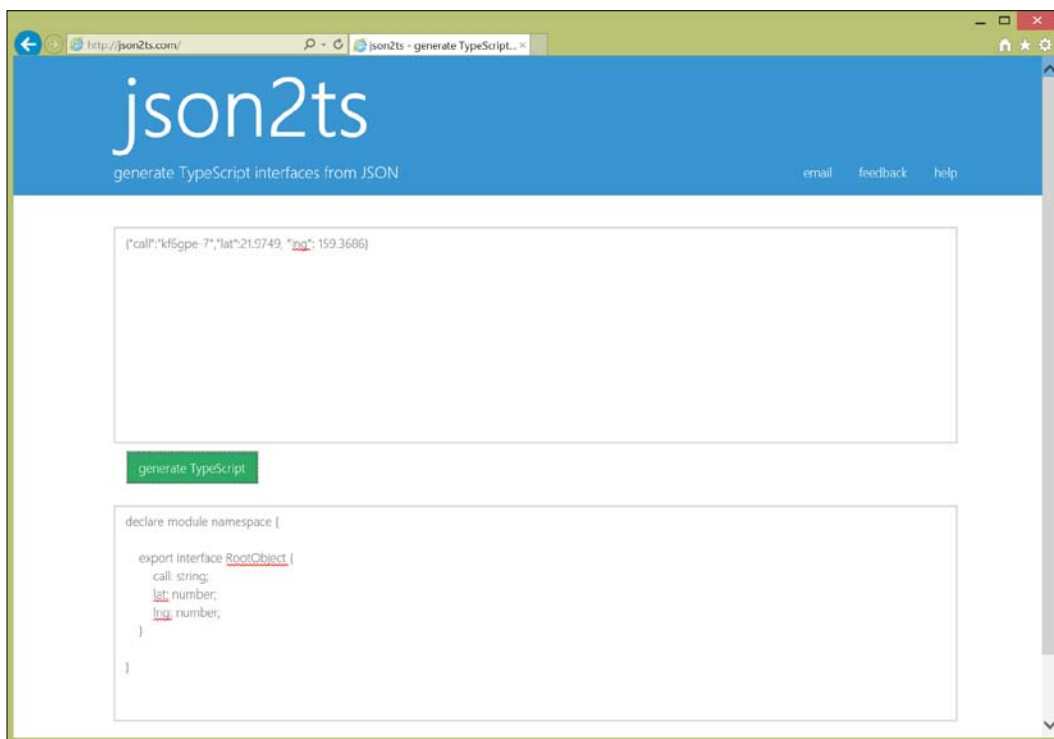 http://json2ts.com/
json2ts - generate TypeScript...
json2ts
generate TypeScript interfaces from JSON
email feedback help
{"call":"kf6gpe-7","lat":21.9749, "lng": 159.3686}
generate TypeScript
declare module namespace {
export interface RootObject {
call: string;
lat: number;
lng: number;
}
}